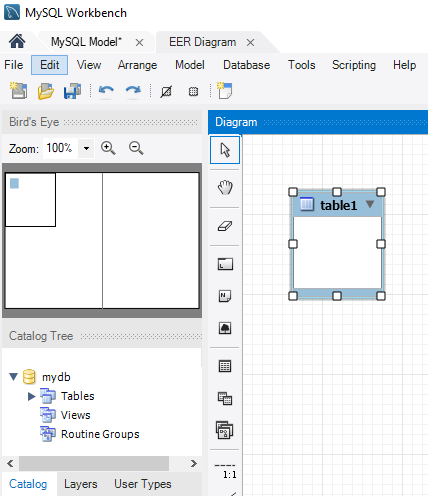 MySQL Workbench
MySQL Model*
EER Diagram
File Edit View Arrange Model Database Tools Scripting Help
Bird's Eye
Zoom: 100%
Diagram
table1
Catalog Tree
mydb
Tables
Views
Routine Groups
Catalog Layers User Types
1:1